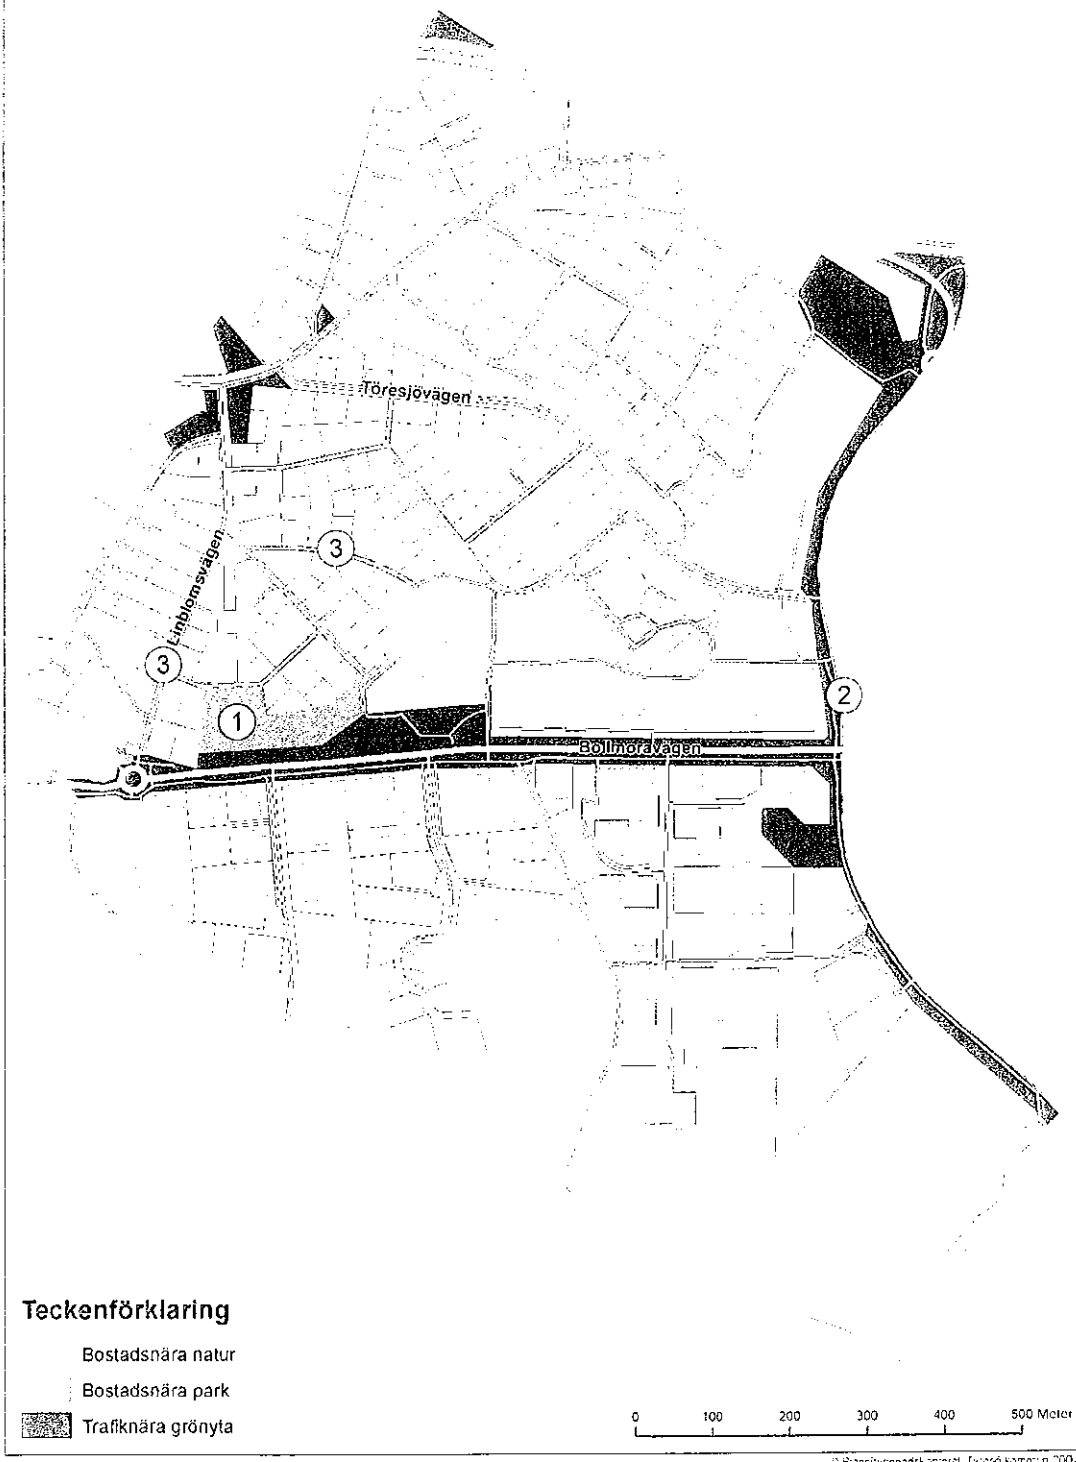 Töresjövägen
3
Linblomsvägen
3
1
2
Bollmoravägen
Teckenförklaring
Bostadsnära natur
Bostadsnära park
Trafiknära grönyta
0 100 200 300 400 500 Meter